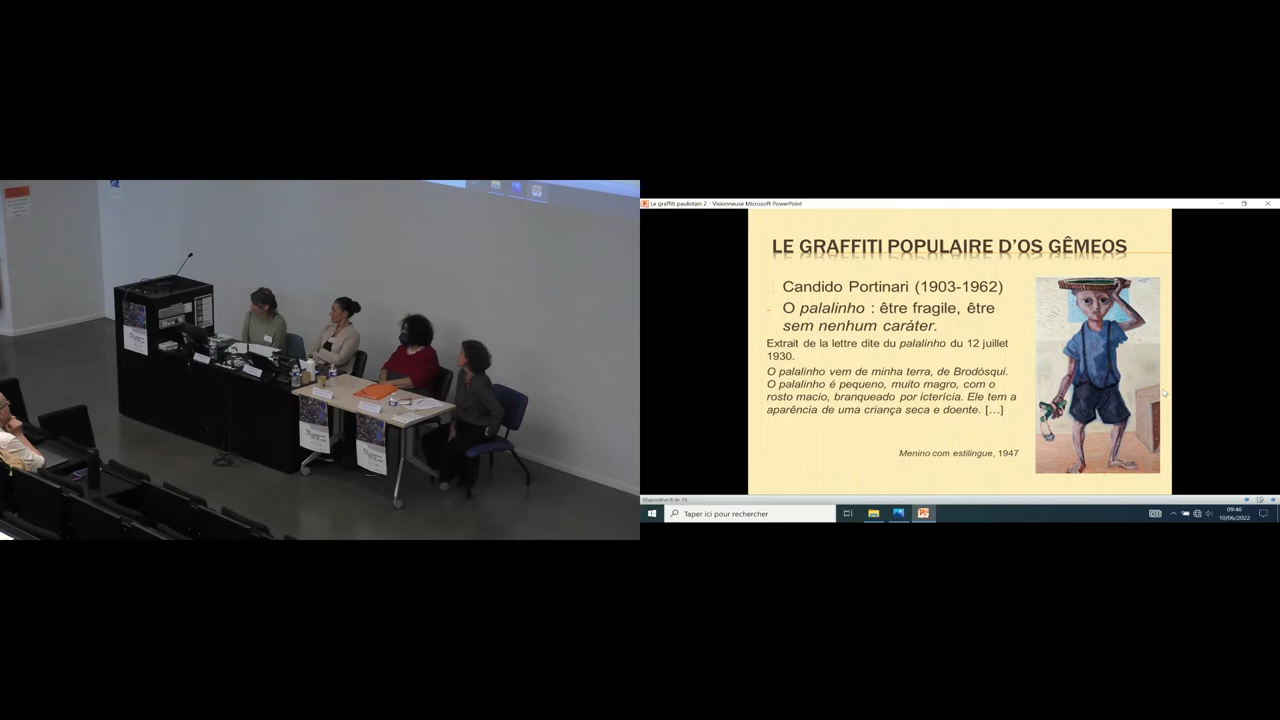 Le graffiti paulistain 2 - Visionneuse Microsoft PowerPoint
LE GRAFFITI POPULAIRE D'OS GÊMEOS
Candido Portinari (1903-1962)
O palalinho : être fragile, être
sem nenhum caráter.
Extrait de la lettre dite du palalinho du 12 juillet
1930.
O palalinho vem de minha terra, de Brodósqui.
O palalinho é pequeno, muito magro, com o
rosto macio, branqueado por icterícia. Ele tem a
aparência de uma criança seca e doente. […]
Menino com estilingue, 1947
Diapositive 8 de 18
Taper ici pour rechercher
09:46
10/06/2022